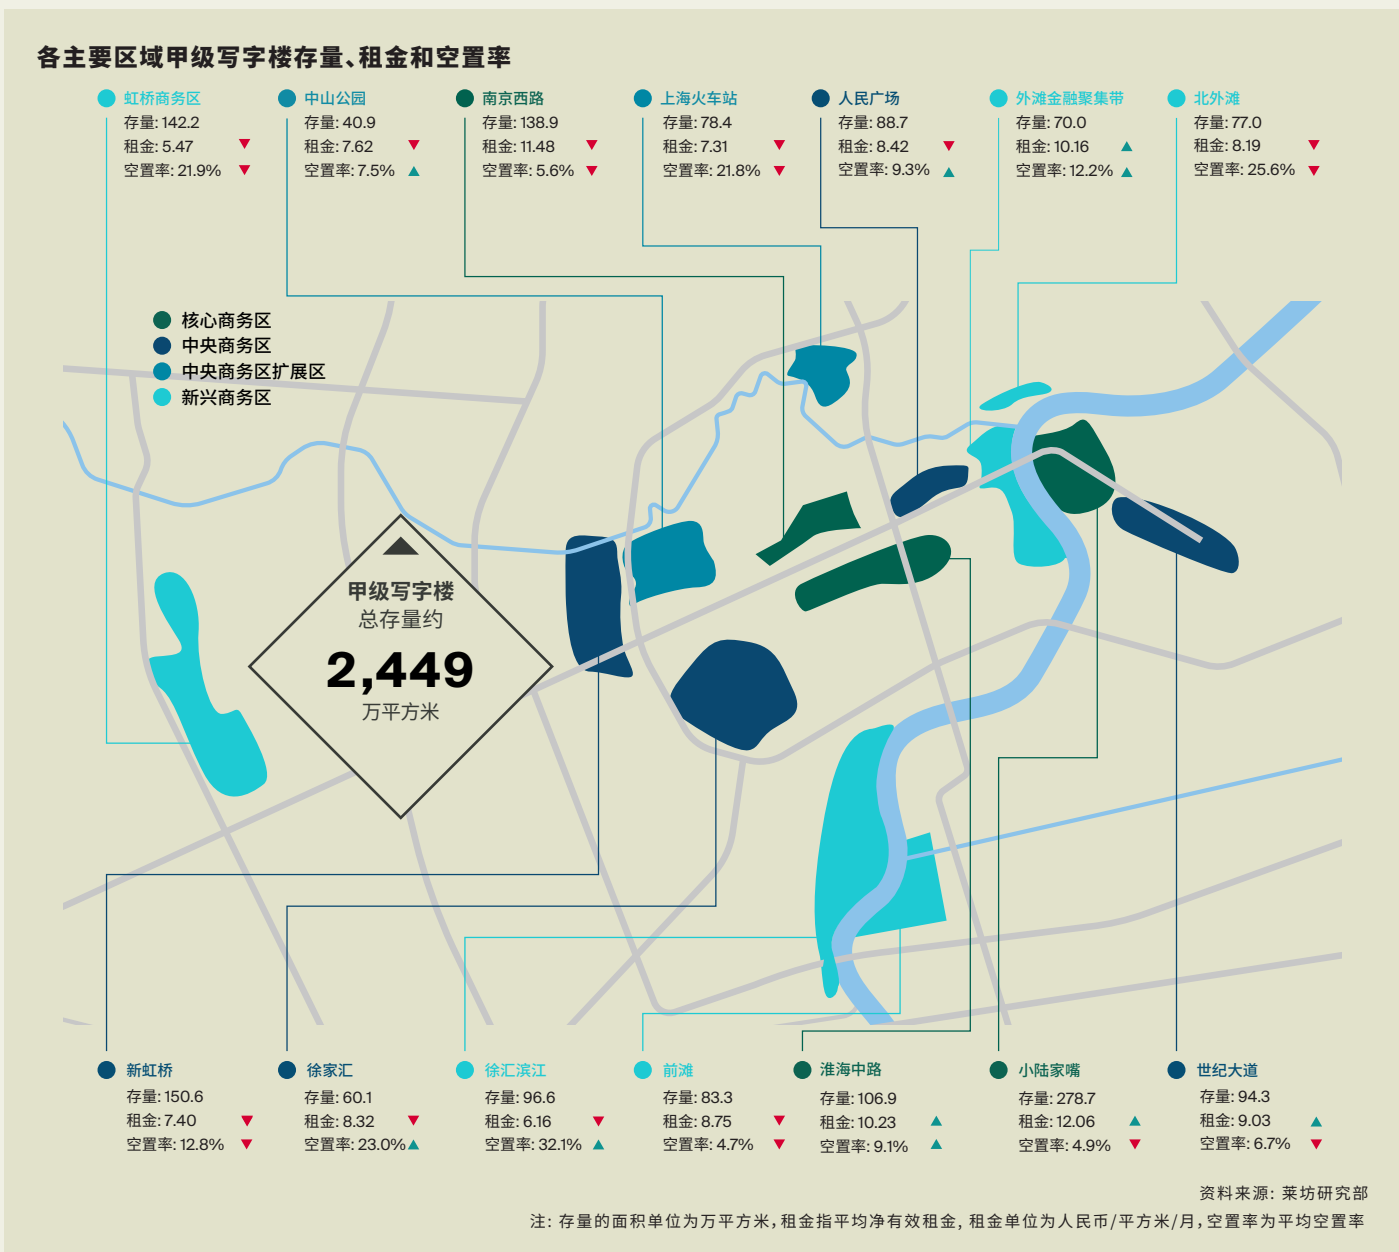 各主要区域甲级写字楼存量、租金和空置率
虹桥商务区
存量: 142.2
租金: 5.47
空置率: 21.9%
中山公园
存量: 40.9
租金: 7.62
空置率: 7.5%
南京西路
存量: 138.9
租金: 11.48
空置率: 5.6%
上海火车站
存量: 78.4
租金: 7.31
空置率: 21.8%
人民广场
存量: 88.7
租金: 8.42
空置率: 9.3%
外滩金融聚集带
存量: 70.0
租金: 10.16
空置率: 12.2%
北外滩
存量: 77.0
租金: 8.19
空置率: 25.6%
核心商务区
中央商务区
中央商务区扩展区
新兴商务区
甲级写字楼
总存量约
2,449
万平方米
新虹桥
存量: 150.6
租金: 7.40
空置率: 12.8%
徐家汇
存量: 60.1
租金: 8.32
空置率: 23.0%
徐汇滨江
存量: 96.6
租金: 6.16
空置率: 32.1%
前滩
存量: 83.3
租金: 8.75
空置率: 4.7%
淮海中路
存量: 106.9
租金: 10.23
空置率: 9.1%
小陆家嘴
存量: 278.7
租金: 12.06
空置率: 4.9%
世纪大道
存量: 94.3
租金: 9.03
空置率: 6.7%
资料来源: 莱坊研究部
注: 存量的面积单位为万平方米,租金指平均净有效租金, 租金单位为人民币/平方米/月,空置率为平均空置率